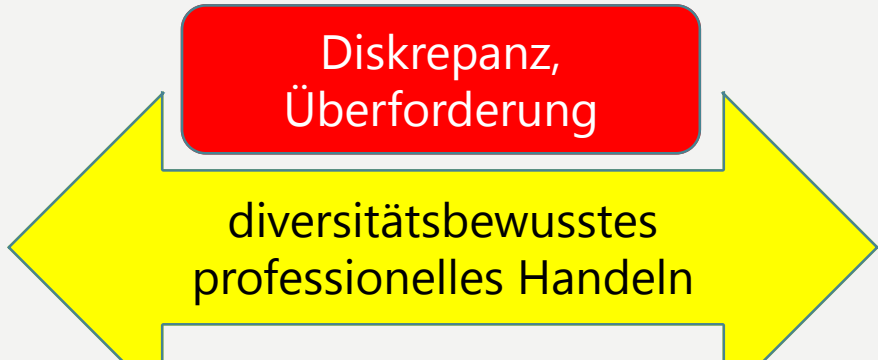 Diskrepanz,
Überforderung
diversitätsbewusstes
professionelles Handeln